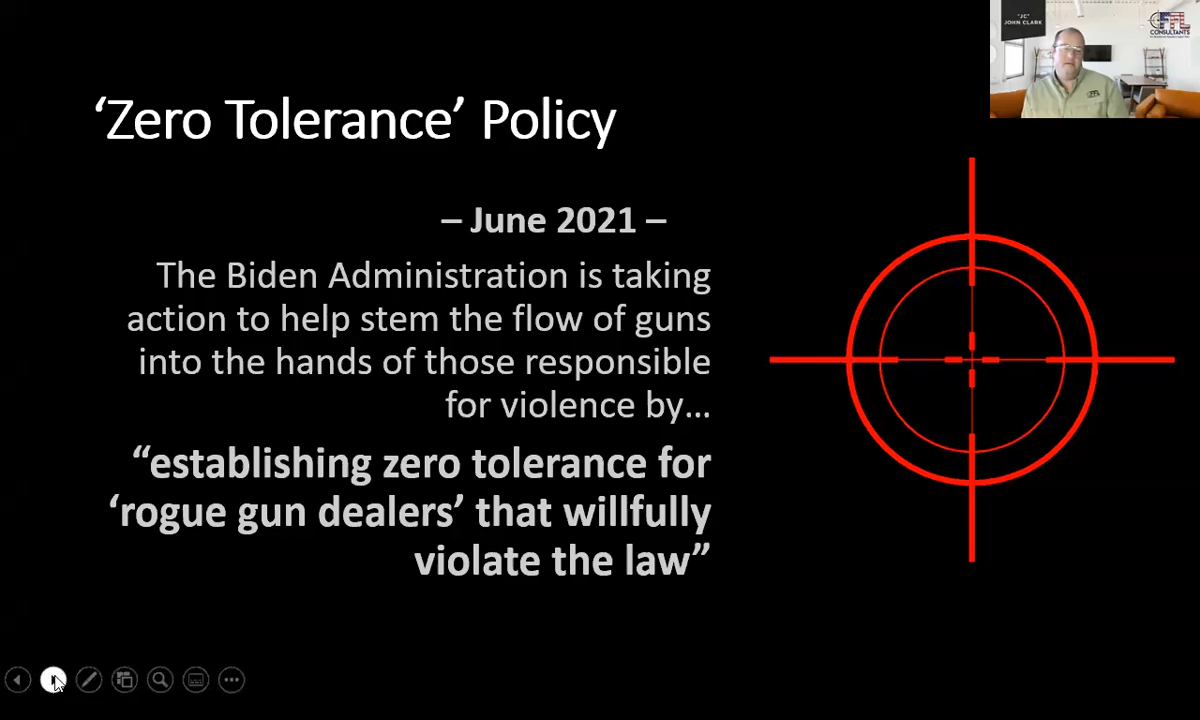 "JC"
JOHN CLARK
FFL
CONSULTANTS
FFL
‘Zero Tolerance’ Policy
– June 2021 –
The Biden Administration is taking
action to help stem the flow of guns
into the hands of those responsible
for violence by…
“establishing zero tolerance for
‘rogue gun dealers’ that willfully
violate the law”